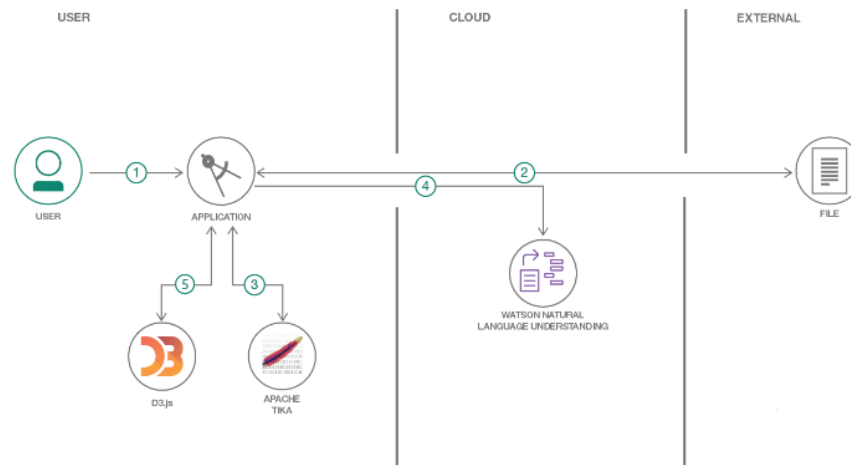 USER
CLOUD
EXTERNAL
1
2
4
USER
APPLICATION
FILE
5
3
WATSON NATURAL
LANGUAGE UNDERSTANDING
D3
D3.js
APACHE
TIKA